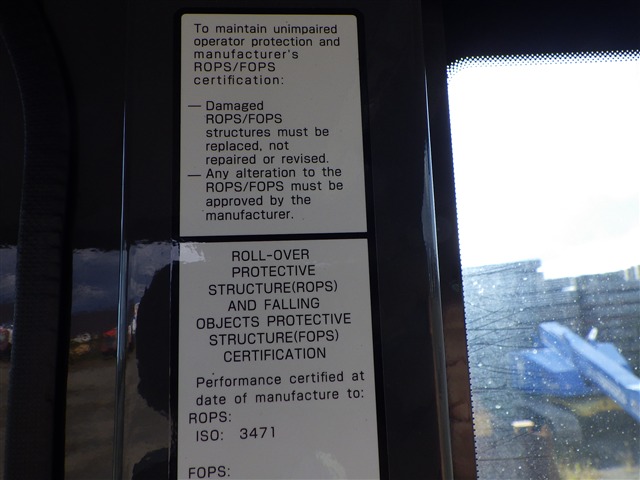 To maintain unimpaired
operator protection and
manufacturer's
ROPS/FOPS
certification:
— Damaged
ROPS/FOPS
structures must be
replaced, not
repaired or revised.
— Any alteration to the
ROPS/FOPS must be
approved by the
manufacturer.
ROLL-OVER
PROTECTIVE
STRUCTURE(ROPS)
AND FALLING
OBJECTS PROTECTIVE
STRUCTURE(FOPS)
CERTIFICATION
Performance certified at
date of manufacture to:
ROPS:
ISO: 3471
FOPS: